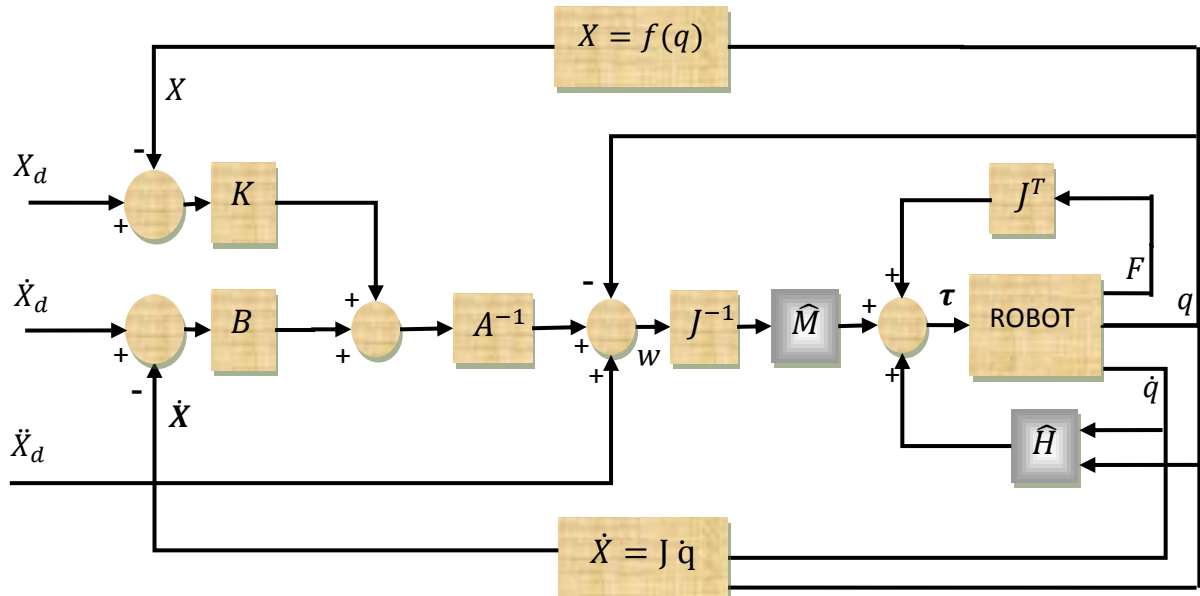 X = f(q)
X
-
X_d
K
J^T
+
+
F
Ẋ_d
+
-
τ
q
B
A^{-1}
J^{-1}
M̂
+
ROBOT
+
+
+
w
+
+
-
Ẋ
q̇
Ẍ_d
Ĥ
Ẋ = J q̇